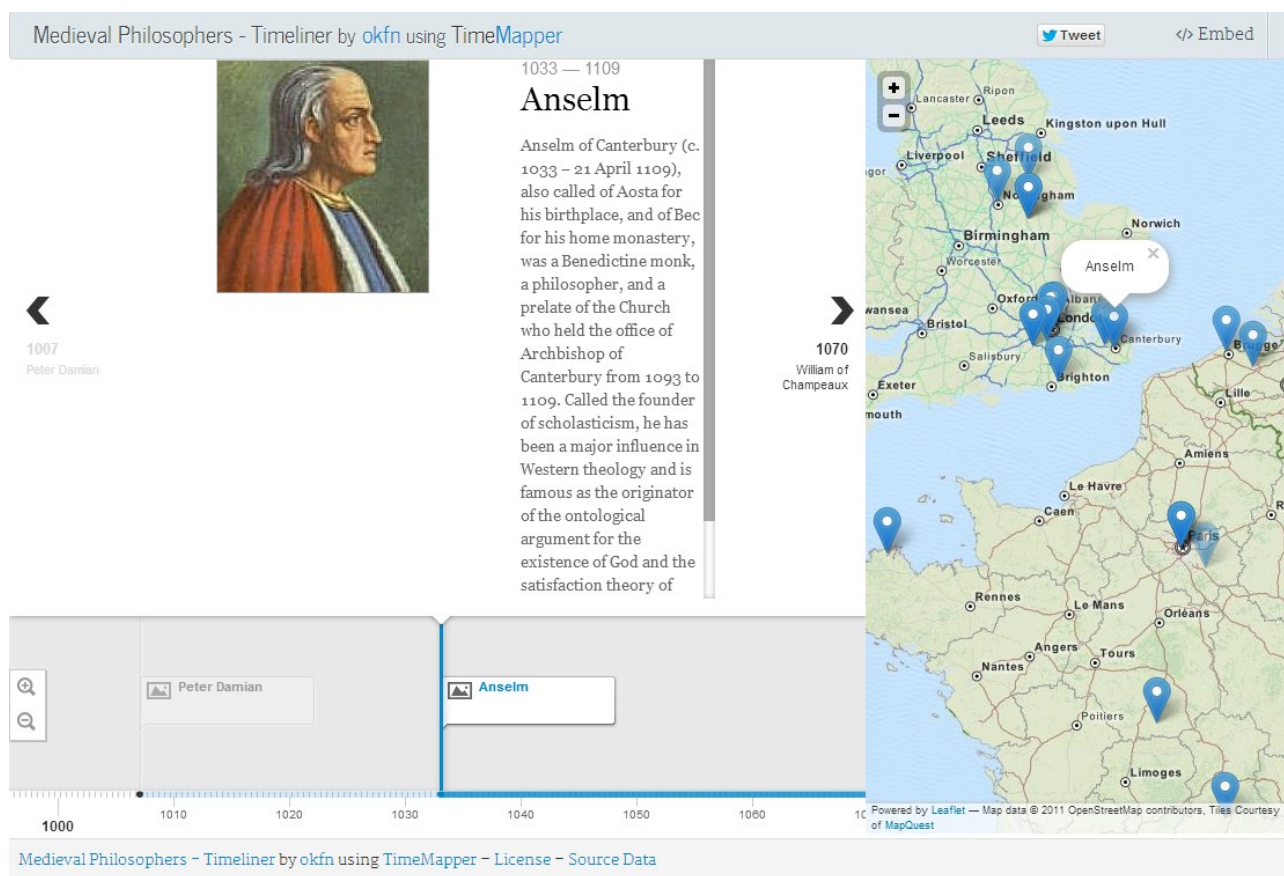 Medieval Philosophers - Timeliner by okfn using TimeMapper
Tweet
</> Embed
1033 — 1109
Anselm
Anselm of Canterbury (c.
1033 – 21 April 1109),
also called of Aosta for
his birthplace, and of Bec
for his home monastery,
was a Benedictine monk,
a philosopher, and a
prelate of the Church
who held the office of
Archbishop of
Canterbury from 1093 to
1109. Called the founder
of scholasticism, he has
been a major influence in
Western theology and is
famous as the originator
of the ontological
argument for the
existence of God and the
satisfaction theory of
1007
Peter Damian
1070
William of
Champeaux
+
-
Lancaster
Ripon
Leeds
Kingston upon Hull
Liverpool
Sheffield
gor
Norwich
Birmingham
Worcester
Anselm
×
Oxford
wansea
Bristol
Canterbury
Salisbury
Brighton
Exeter
mouth
Lille
Amiens
Le Havre
Caen
Paris
R
Rennes
Le Mans
Orléans
Angers
Tours
Nantes
Poitiers
Limoges
Powered by Leaflet — Map data © 2011 OpenStreetMap contributors, Tiles Courtesy
of MapQuest
Peter Damian
Anselm
1000
1010
1020
1030
1040
1050
1060
10
Medieval Philosophers - Timeliner by okfn using TimeMapper – License – Source Data